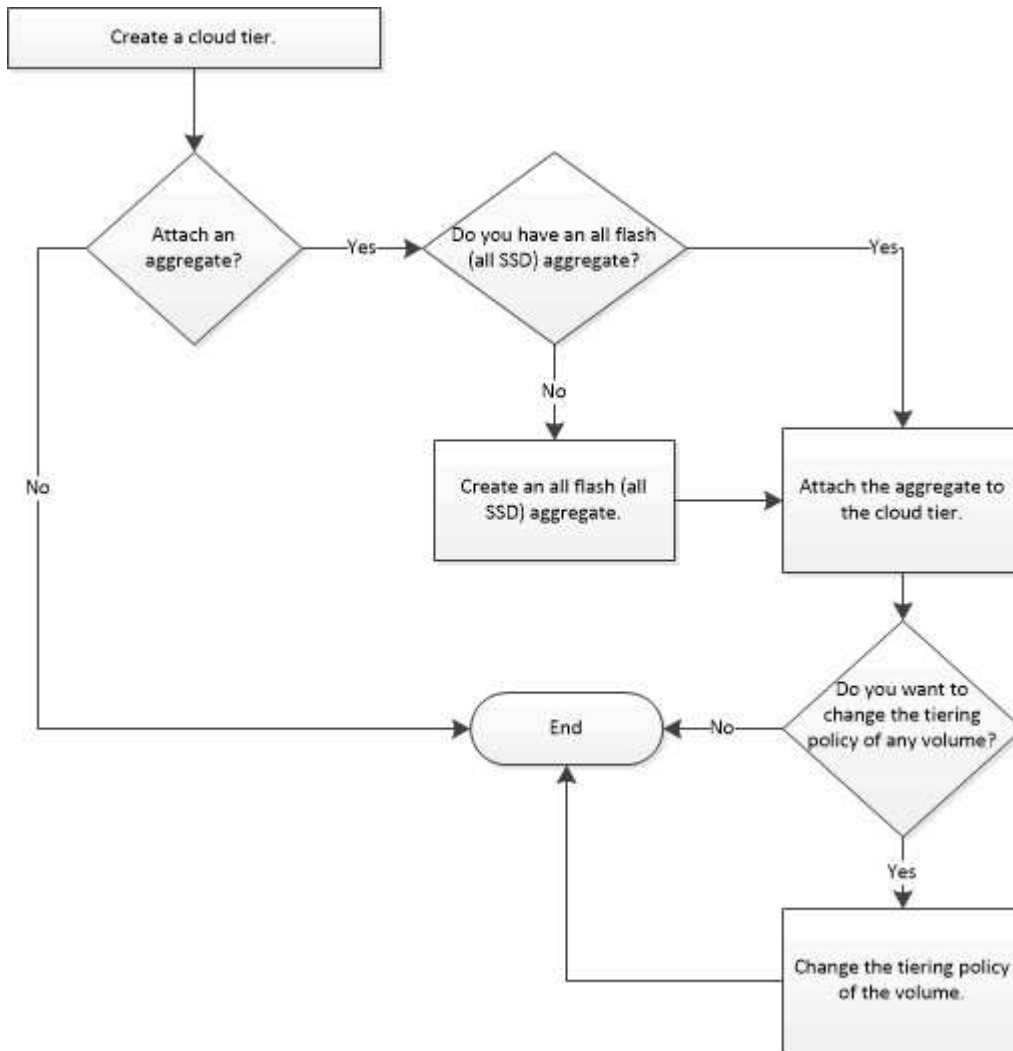 Create a cloud tier.
Attach an
aggregate?
Yes
Do you have an all flash
(all SSD) aggregate?
Yes
No
No
Create an all flash (all
SSD) aggregate.
Attach the aggregate to
the cloud tier.
Do you want to
change the tiering
policy of any volume?
No
End
Yes
Change the tiering policy
of the volume.